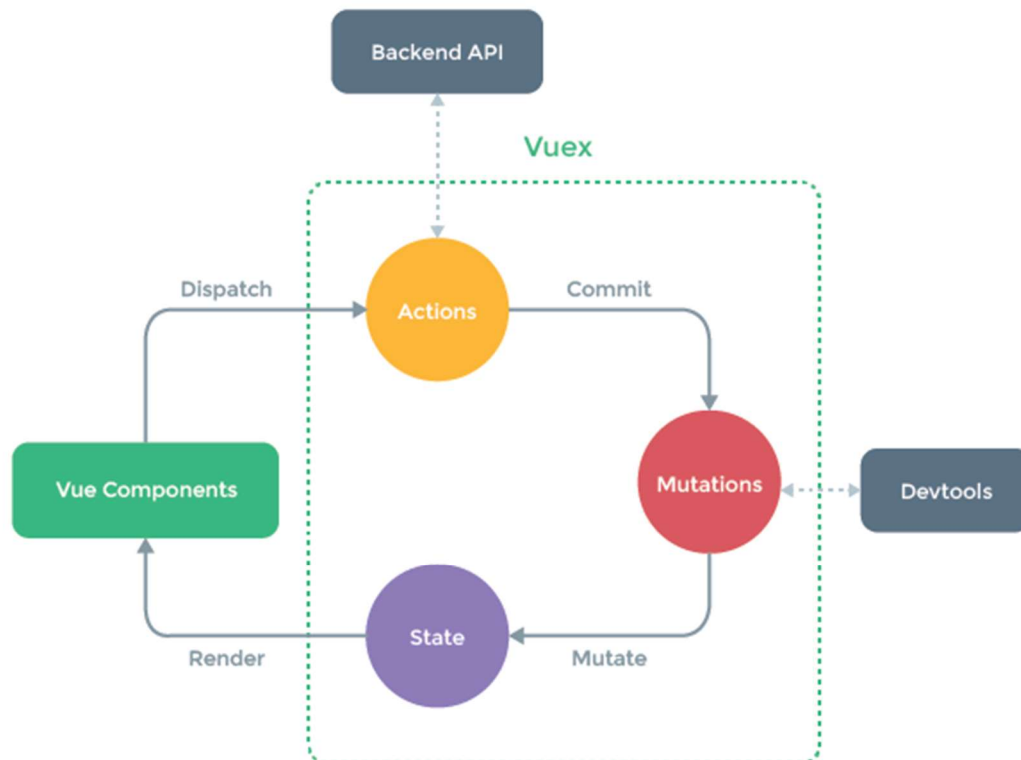 Backend API
Vuex
Dispatch
Commit
Actions
Mutations
Vue Components
Devtools
State
Render
Mutate